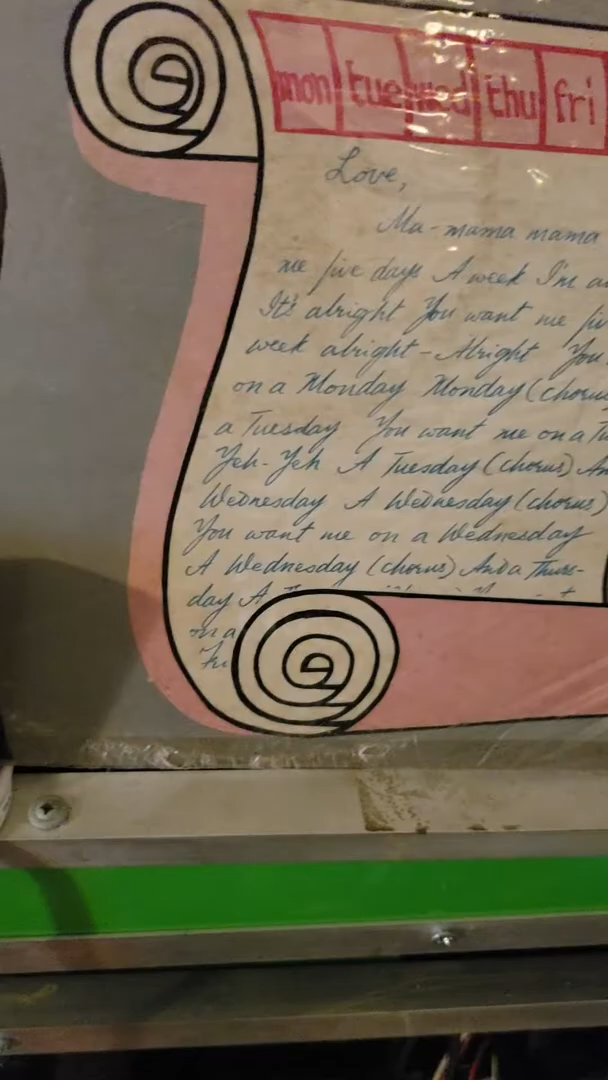 mon tue wed thu fri
Love,
Ma-mama mama
me five days A week I'm
It's alright You want me
week alright-Alright You
on a Monday Monday (chorus
a Tuesday You want me on a
Yeh-Yeh A Tuesday (chorus)
Wednesday A Wednesday (chorus)
You want me on a Wednesday
A Wednesday (chorus) And a Thurs-
day A
on a